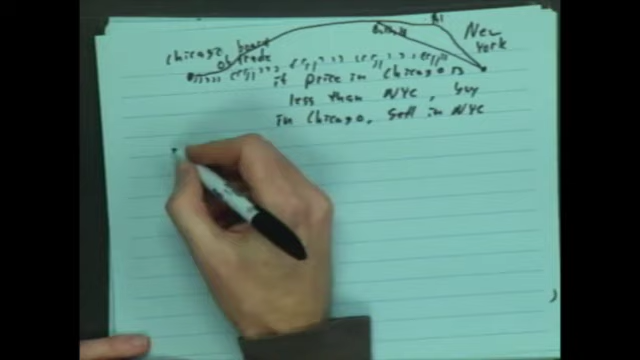 New
York
Chicago board
of trade
if price in Chicago is
less than NYC, buy
in Chicago, sell in NYC